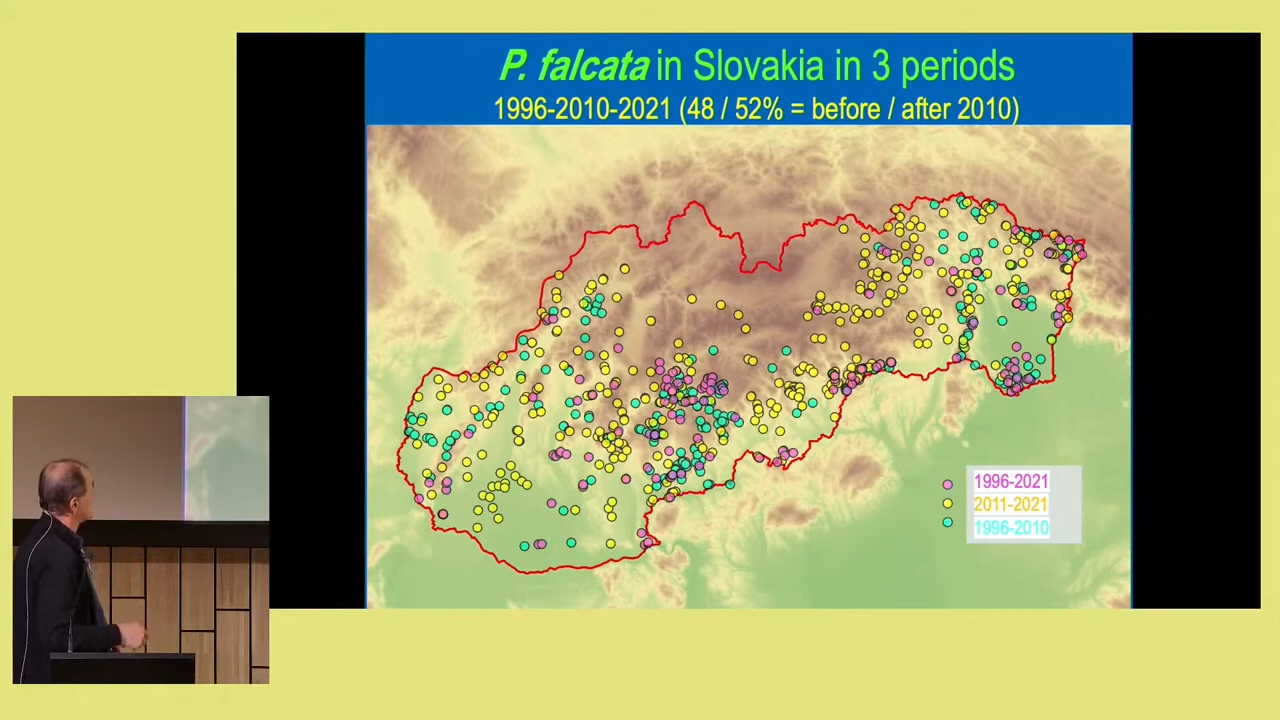 P. falcata in Slovakia in 3 periods
1996-2010-2021 (48 / 52% = before / after 2010)
1996-2021
2011-2021
1996-2010